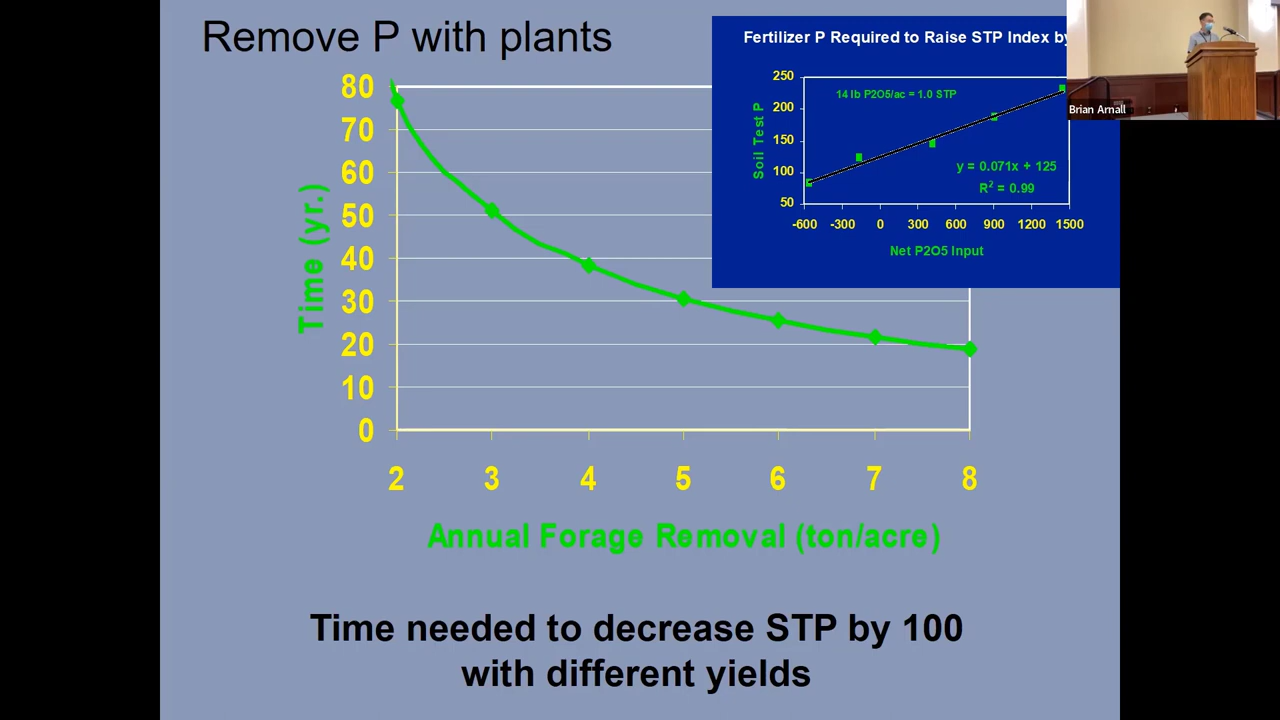 Remove P with plants
Fertilizer P Required to Raise STP Index by
Brian Arnall
250
200
150
100
50
Soil Test P
14 lb P2O5/ac = 1.0 STP
y = 0.071x + 125
R² = 0.99
-600 -300 0 300 600 900 1200 1500
Net P2O5 Input
80
70
60
50
40
30
20
10
0
Time (yr.)
2 3 4 5 6 7 8
Annual Forage Removal (ton/acre)
Time needed to decrease STP by 100
with different yields